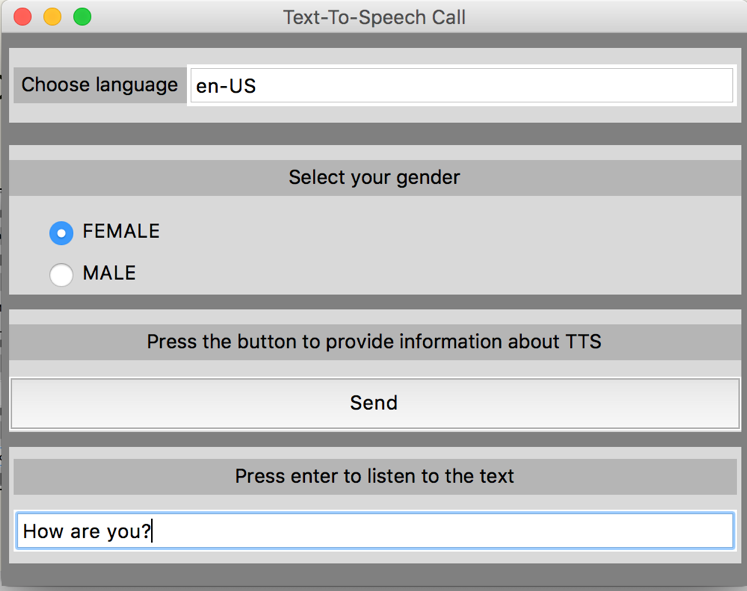 Text-To-Speech Call
Choose language en-US
Select your gender
FEMALE
MALE
Press the button to provide information about TTS
Send
Press enter to listen to the text
How are you?